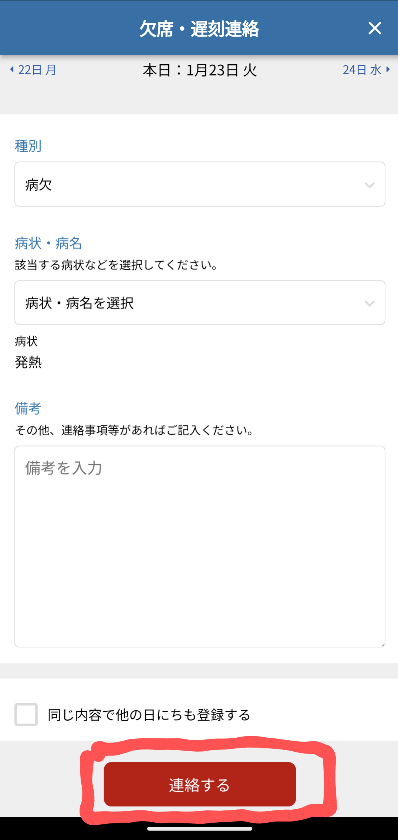 欠席・遅刻連絡
22日 月
本日：1月23日 火
24日 水
種別
病欠
病状・病名
該当する病状などを選択してください。
病状・病名を選択
病状
発熱
備考
その他、連絡事項等があればご記入ください。
備考を入力
同じ内容で他の日にちも登録する
連絡する